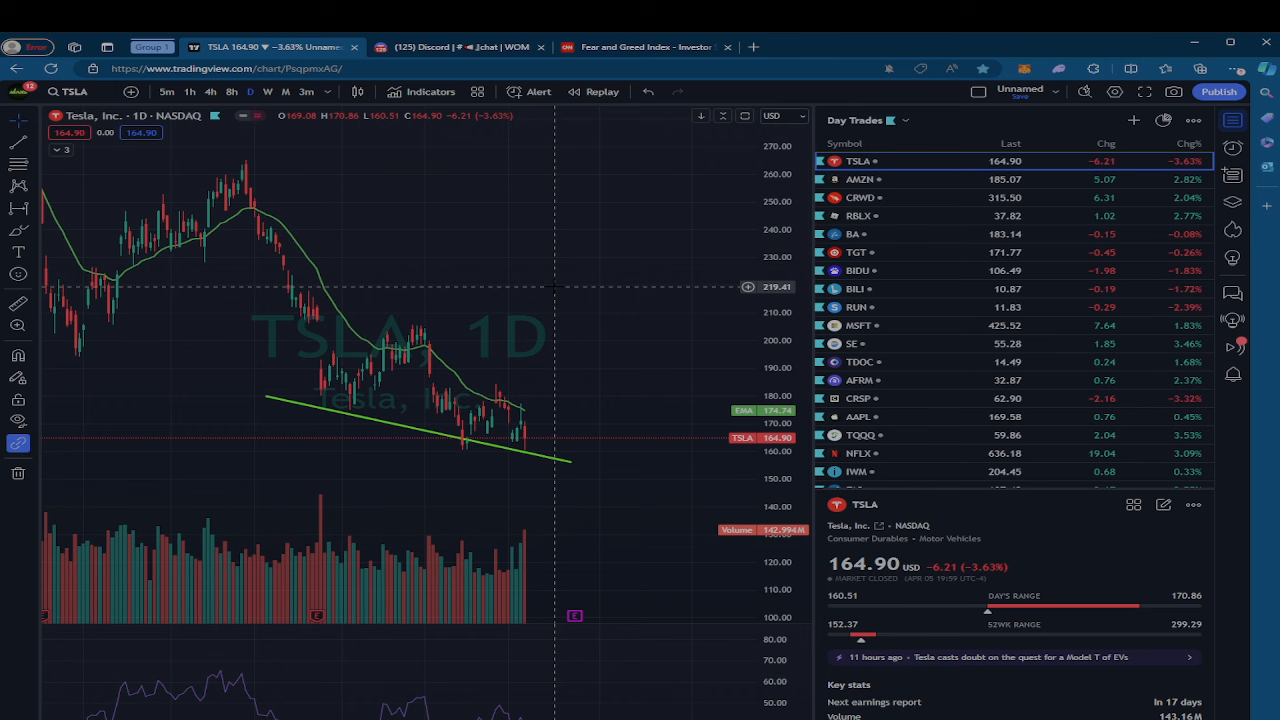 Error
Group 1
TSLA 164.90 ▼ −3.63% Unname
(125) Discord | #
chat | WOM
Fear and Greed Index - Investor
https://www.tradingview.com/chart/PsqpmxAG/
12
TSLA
5m 1h 4h 8h D W M 3m
Indicators
Alert
Replay
Unnamed
Save
Publish
Tesla, Inc. · 1D · NASDAQ
O169.08 H170.86 L160.51 C164.90 −6.21 (−3.63%)
USD
164.90 0.00 164.90
3
270.00
260.00
250.00
240.00
230.00
219.41
210.00
200.00
190.00
180.00
EMA 174.74
TSLA 164.90
160.00
150.00
140.00
Volume 142.994M
120.00
110.00
100.00
80.00
70.00
60.00
50.00
TSLA, 1D
Tesla, Inc.
E
E
E
Day Trades
Symbol Last Chg Chg%
TSLA 164.90 −6.21 −3.63%
AMZN 185.07 5.07 2.82%
CRWD 315.50 6.31 2.04%
RBLX 37.82 1.02 2.77%
BA 183.14 −0.15 −0.08%
TGT 171.77 −0.45 −0.26%
BIDU 106.49 −1.98 −1.83%
BILI 10.87 −0.19 −1.72%
RUN 11.83 −0.29 −2.39%
MSFT 425.52 7.64 1.83%
SE 55.28 1.85 3.46%
TDOC 14.49 0.24 1.68%
AFRM 32.87 0.76 2.37%
CRSP 62.90 −2.16 −3.32%
AAPL 169.58 0.76 0.45%
TQQQ 59.86 2.04 3.53%
NFLX 636.18 19.04 3.09%
IWM 204.45 0.68 0.33%
TSLA
Tesla, Inc. • NASDAQ
Consumer Durables • Motor Vehicles
164.90 USD −6.21 (−3.63%)
MARKET CLOSED (APR 05 19:59 UTC-4)
160.51 DAY'S RANGE 170.86
152.37 52WK RANGE 299.29
11 hours ago • Tesla casts doubt on the quest for a Model T of EVs
Key stats
Next earnings report In 17 days
Volume 143.16M